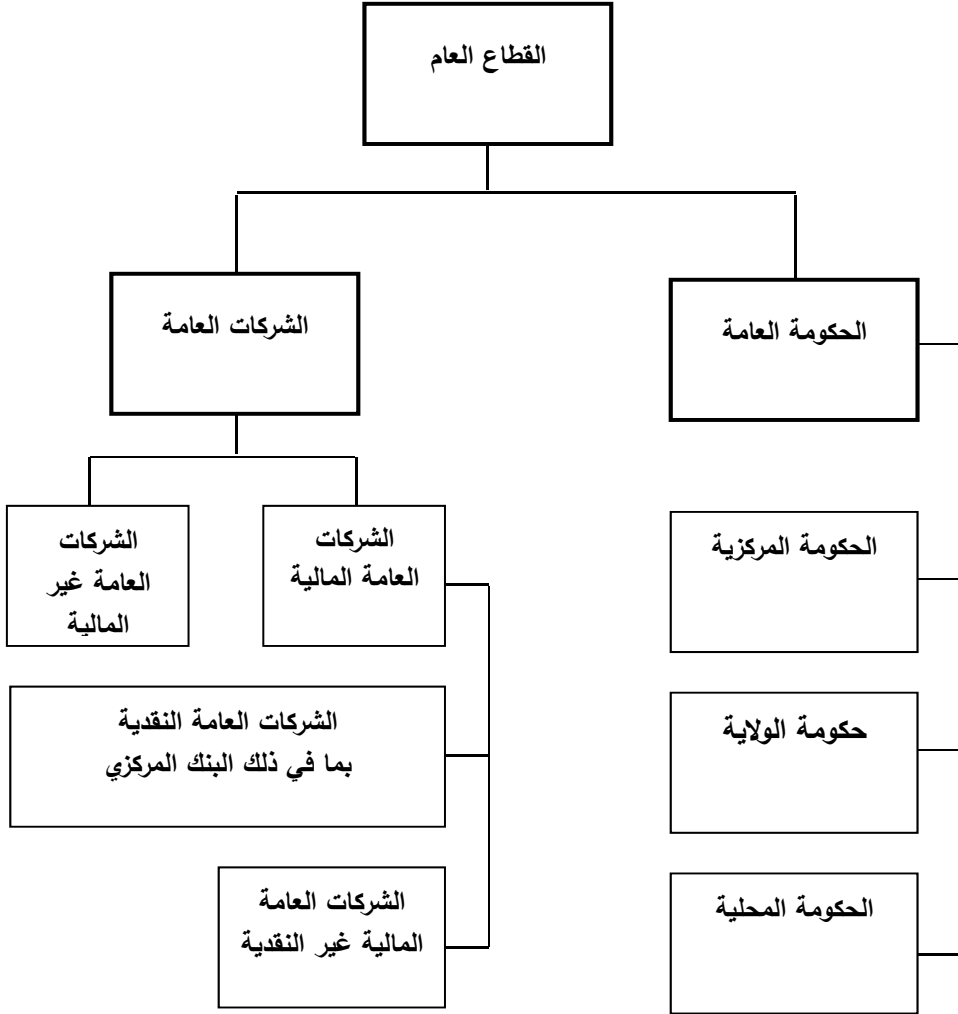 القطاع العام
الحكومة العامة
الشركات العامة
الشركات
العامة المالية
الشركات
العامة غير
المالية
الحكومة المركزية
الشركات العامة النقدية
بما في ذلك البنك المركزي
حكومة الولاية
الشركات العامة
المالية غير النقدية
الحكومة المحلية